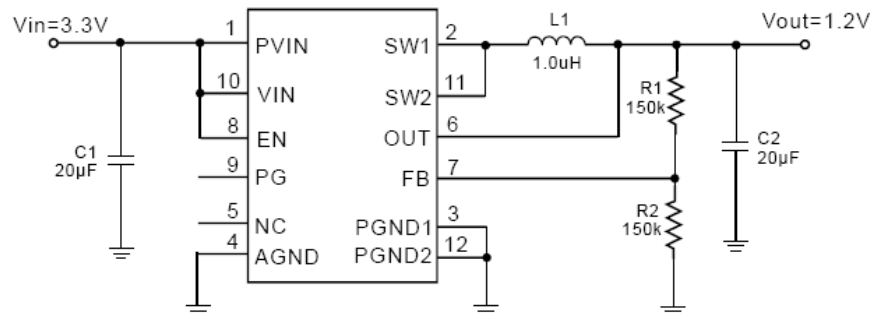 Vin=3.3V
1
PVIN
10
VIN
8
EN
9
PG
5
NC
4
AGND
C1
20µF
SW1
2
SW2
11
OUT
6
FB
7
PGND1
3
PGND2
12
L1
1.0uH
Vout=1.2V
R1
150k
R2
150k
C2
20µF